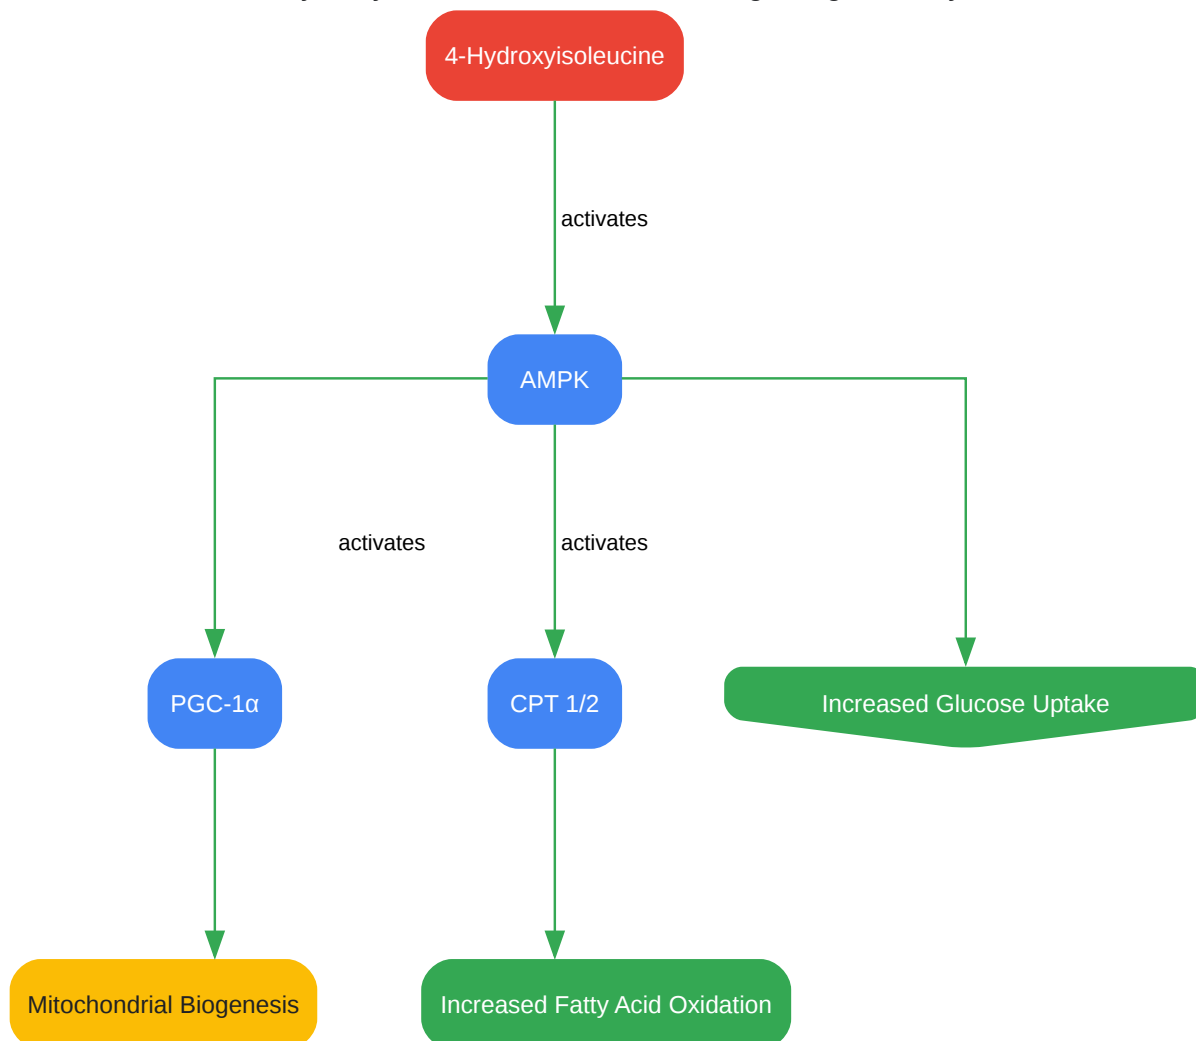 4-Hydroxyisoleucine
activates
AMPK
activates
activates
PGC-1α
CPT 1/2
Increased Glucose Uptake
Mitochondrial Biogenesis
Increased Fatty Acid Oxidation